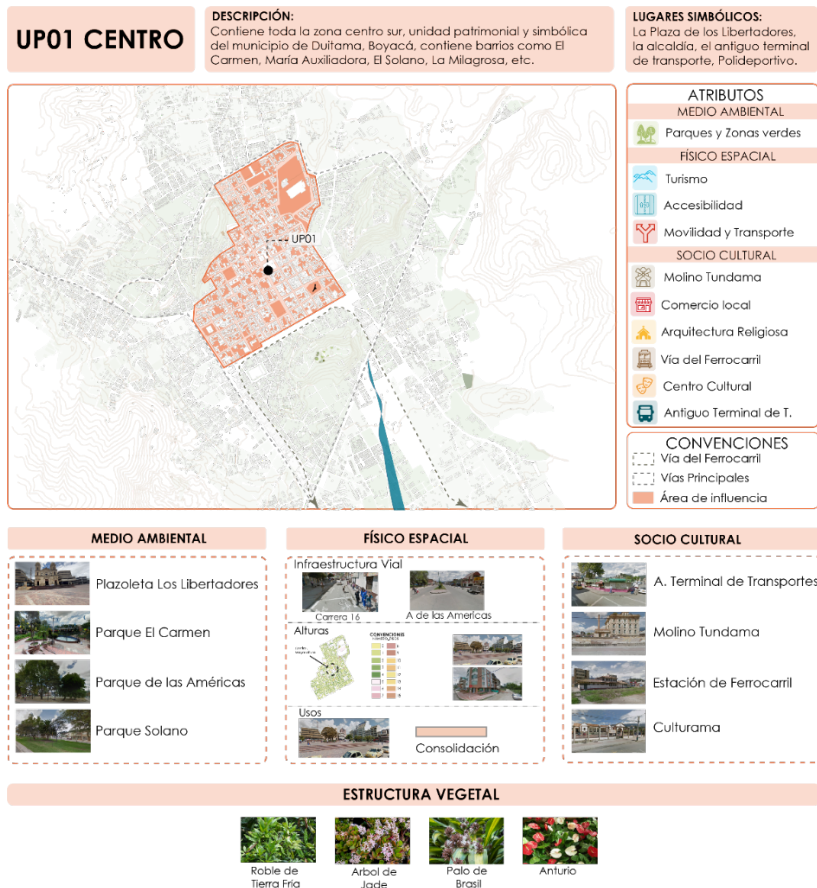 UP01 CENTRO
DESCRIPCIÓN:
Contiene toda la zona centro sur, unidad patrimonial y simbólica
del municipio de Duitama, Boyacá, contiene barrios como El
Carmen, María Auxiliadora, El Solano, La Milagrosa, etc.
LUGARES SIMBÓLICOS:
La Plaza de los Libertadores,
la alcaldía, el antiguo terminal
de transporte, Polideportivo.
UP01
ATRIBUTOS
MEDIO AMBIENTAL
Parques y Zonas verdes
FÍSICO ESPACIAL
Turismo
Accesibilidad
Movilidad y Transporte
SOCIO CULTURAL
Molino Tundama
Comercio local
Arquitectura Religiosa
Vía del Ferrocarril
Centro Cultural
Antiguo Terminal de T.
CONVENCIONES
Vía del Ferrocarril
Vías Principales
Área de influencia
MEDIO AMBIENTAL
Plazoleta Los Libertadores
Parque El Carmen
Parque de las Américas
Parque Solano
FÍSICO ESPACIAL
Infraestructura Vial
Carrera 16
A de las Americas
Alturas
Usos
Consolidación
SOCIO CULTURAL
A. Terminal de Transportes
Molino Tundama
Estación de Ferrocarril
Culturama
ESTRUCTURA VEGETAL
Roble de
Tierra Fria
Arbol de
Jade
Palo de
Brasil
Anturio